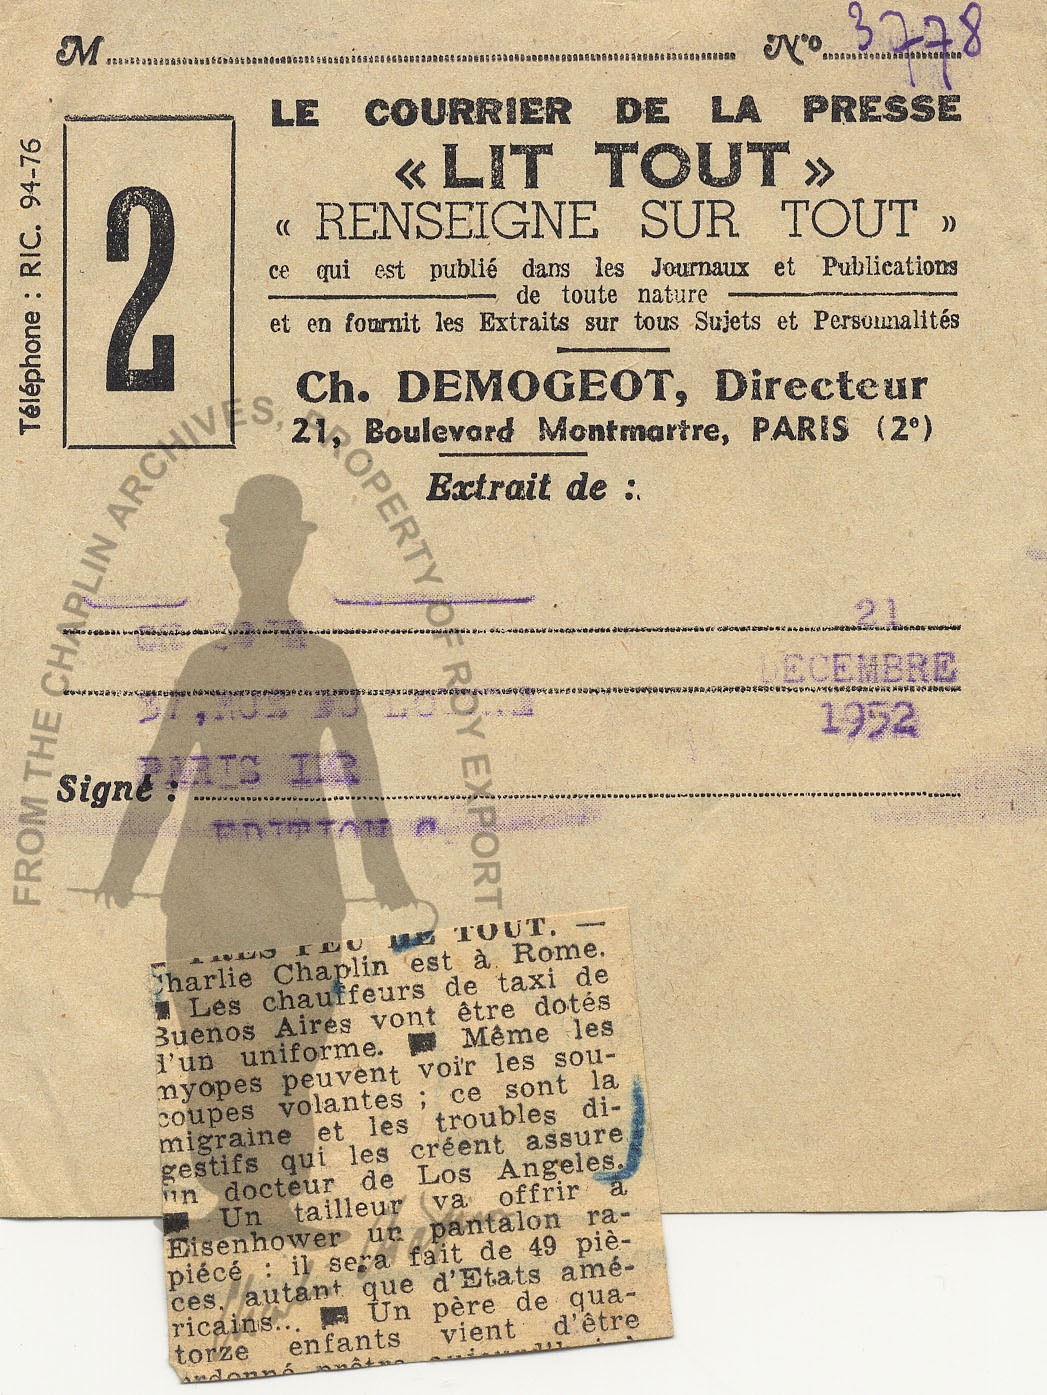 M
Nº 3778
Téléphone : RIC. 94-76
2
LE COURRIER DE LA PRESSE
« LIT TOUT »
« RENSEIGNE SUR TOUT »
ce qui est publié dans les Journaux et Publications
de toute nature
et en fournit les Extraits sur tous Sujets et Personnalités
Ch. DEMOGEOT, Directeur
21, Boulevard Montmartre, PARIS (2e)
Extrait de :
21
DECEMBRE
1952
PARIS IER
Signé :
EDITION
FROM THE CHAPLIN ARCHIVES, PROPERTY OF ROY EXPORT
TRES PEU DE TOUT. —
Charlie Chaplin est à Rome.
■ Les chauffeurs de taxi de
Buenos Aires vont être dotés
d'un uniforme. ■ Même les
myopes peuvent voir les sou-
coupes volantes ; ce sont la
migraine et les troubles di-
gestifs qui les créent assure
un docteur de Los Angeles.
■ Un tailleur va offrir à
Eisenhower un pantalon ra-
piécé : il sera fait de 49 piè-
ces, autant que d'Etats amé-
ricains... ■ Un père de qua-
torze enfants vient d'être